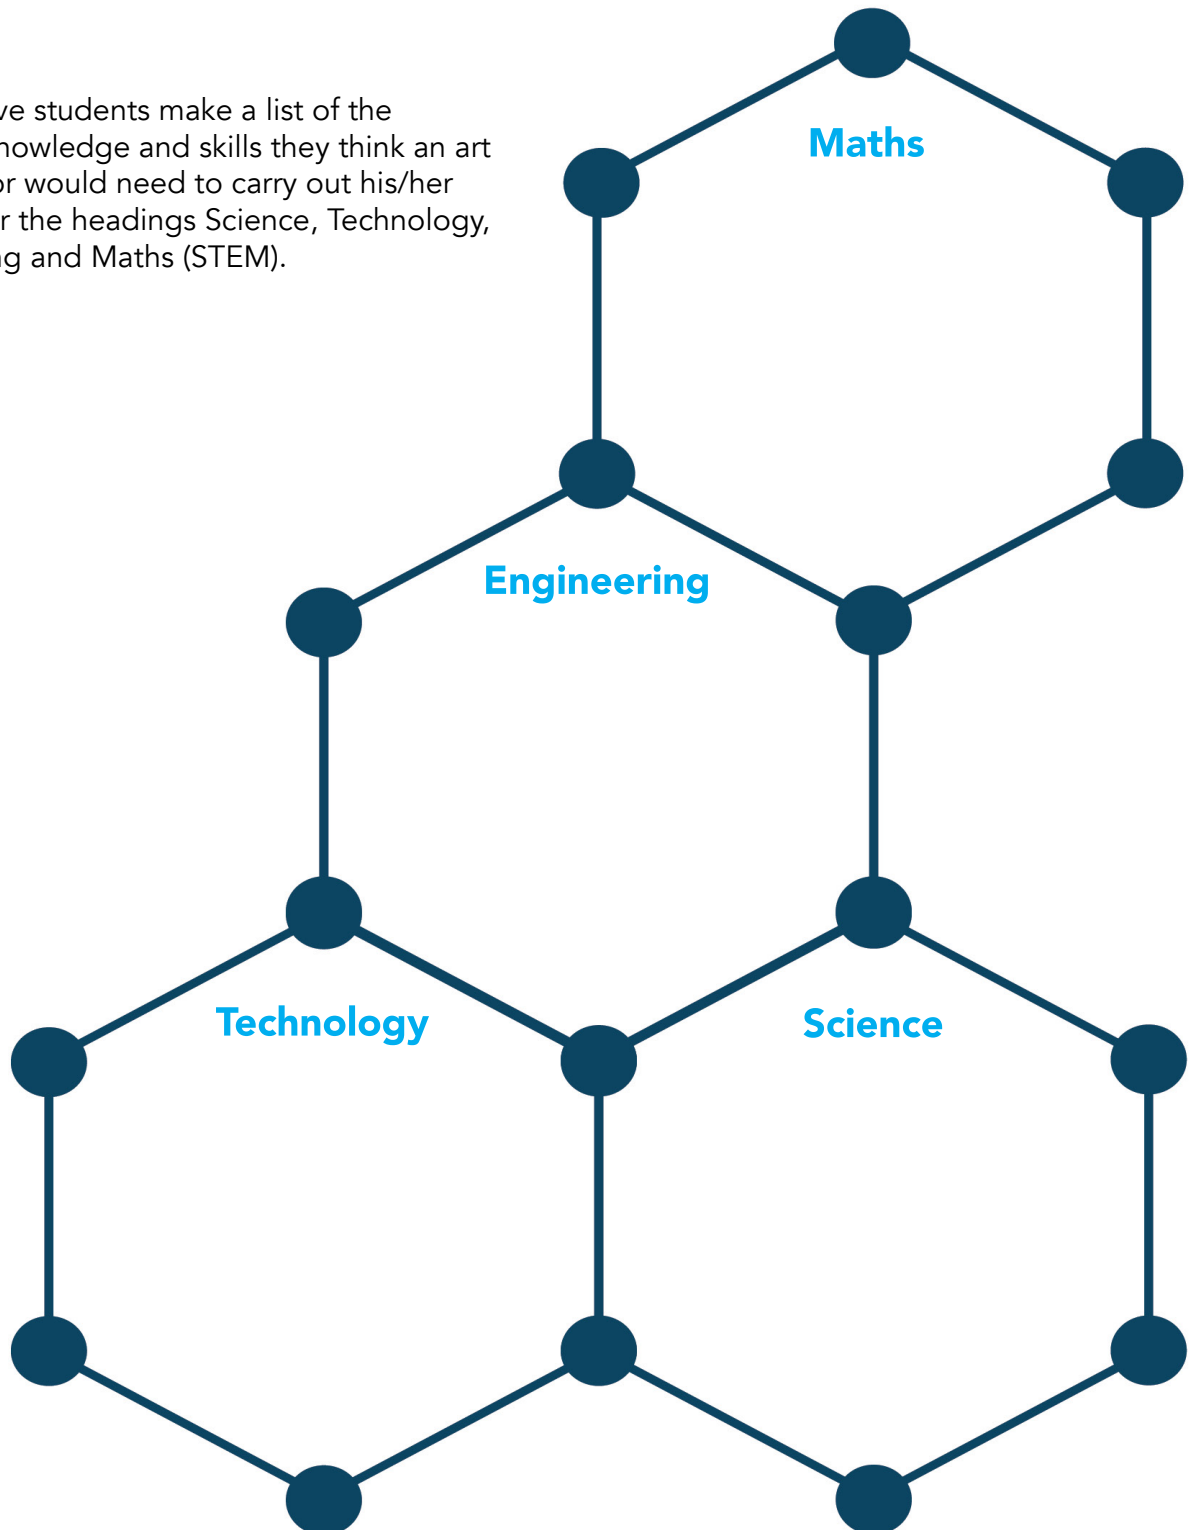 ve students make a list of the
nowledge and skills they think an art
or would need to carry out his/her
r the headings Science, Technology,
ng and Maths (STEM).
Maths
Engineering
Technology
Science